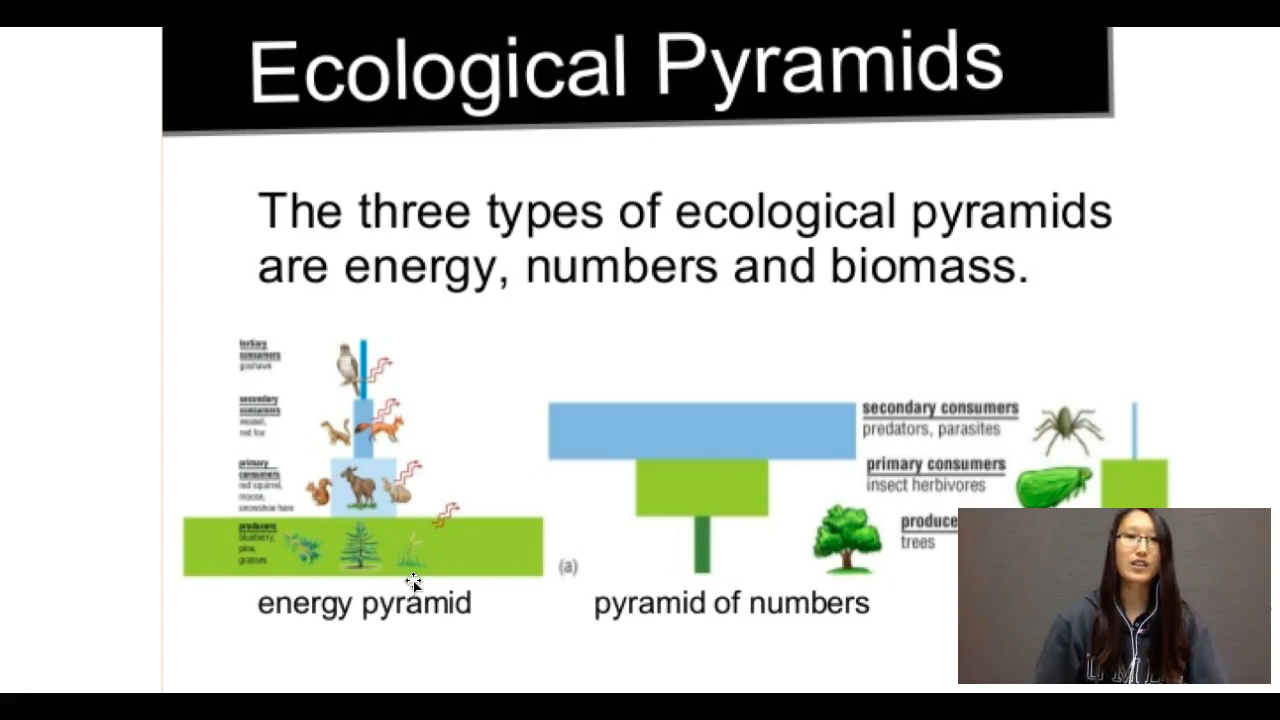 Ecological Pyramids
The three types of ecological pyramids
are energy, numbers and biomass.
tertiary
consumers
goshawk
secondary
consumers
weasel,
red fox
primary
consumers
red squirrel,
moose,
snowshoe hare
producers
blueberry,
pine,
grasses
energy pyramid
(a)
pyramid of numbers
secondary consumers
predators, parasites
primary consumers
insect herbivores
produce
trees